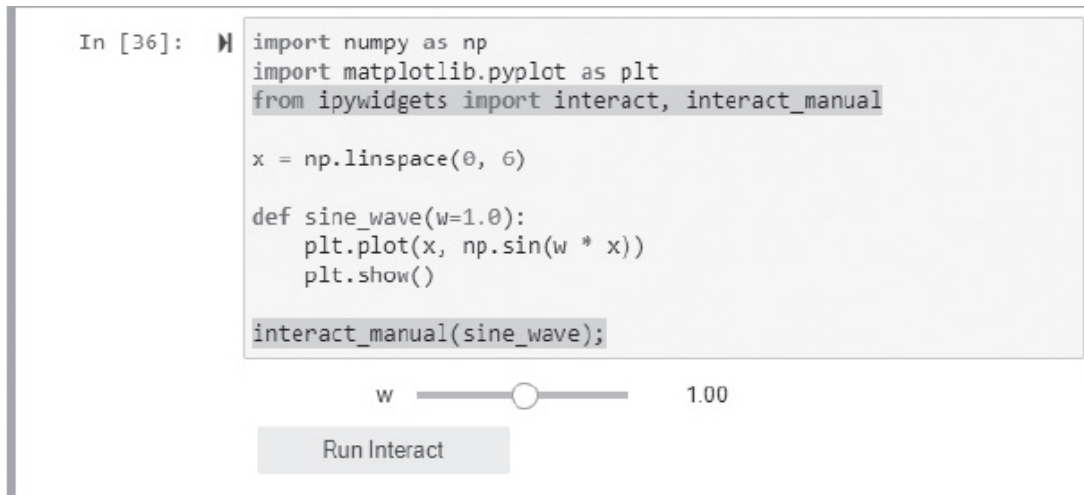 In [36]: import numpy as np
import matplotlib.pyplot as plt
from ipywidgets import interact, interact_manual
x = np.linspace(0, 6)
def sine_wave(w=1.0):
    plt.plot(x, np.sin(w * x))
    plt.show()
interact_manual(sine_wave);
w 1.00
Run Interact